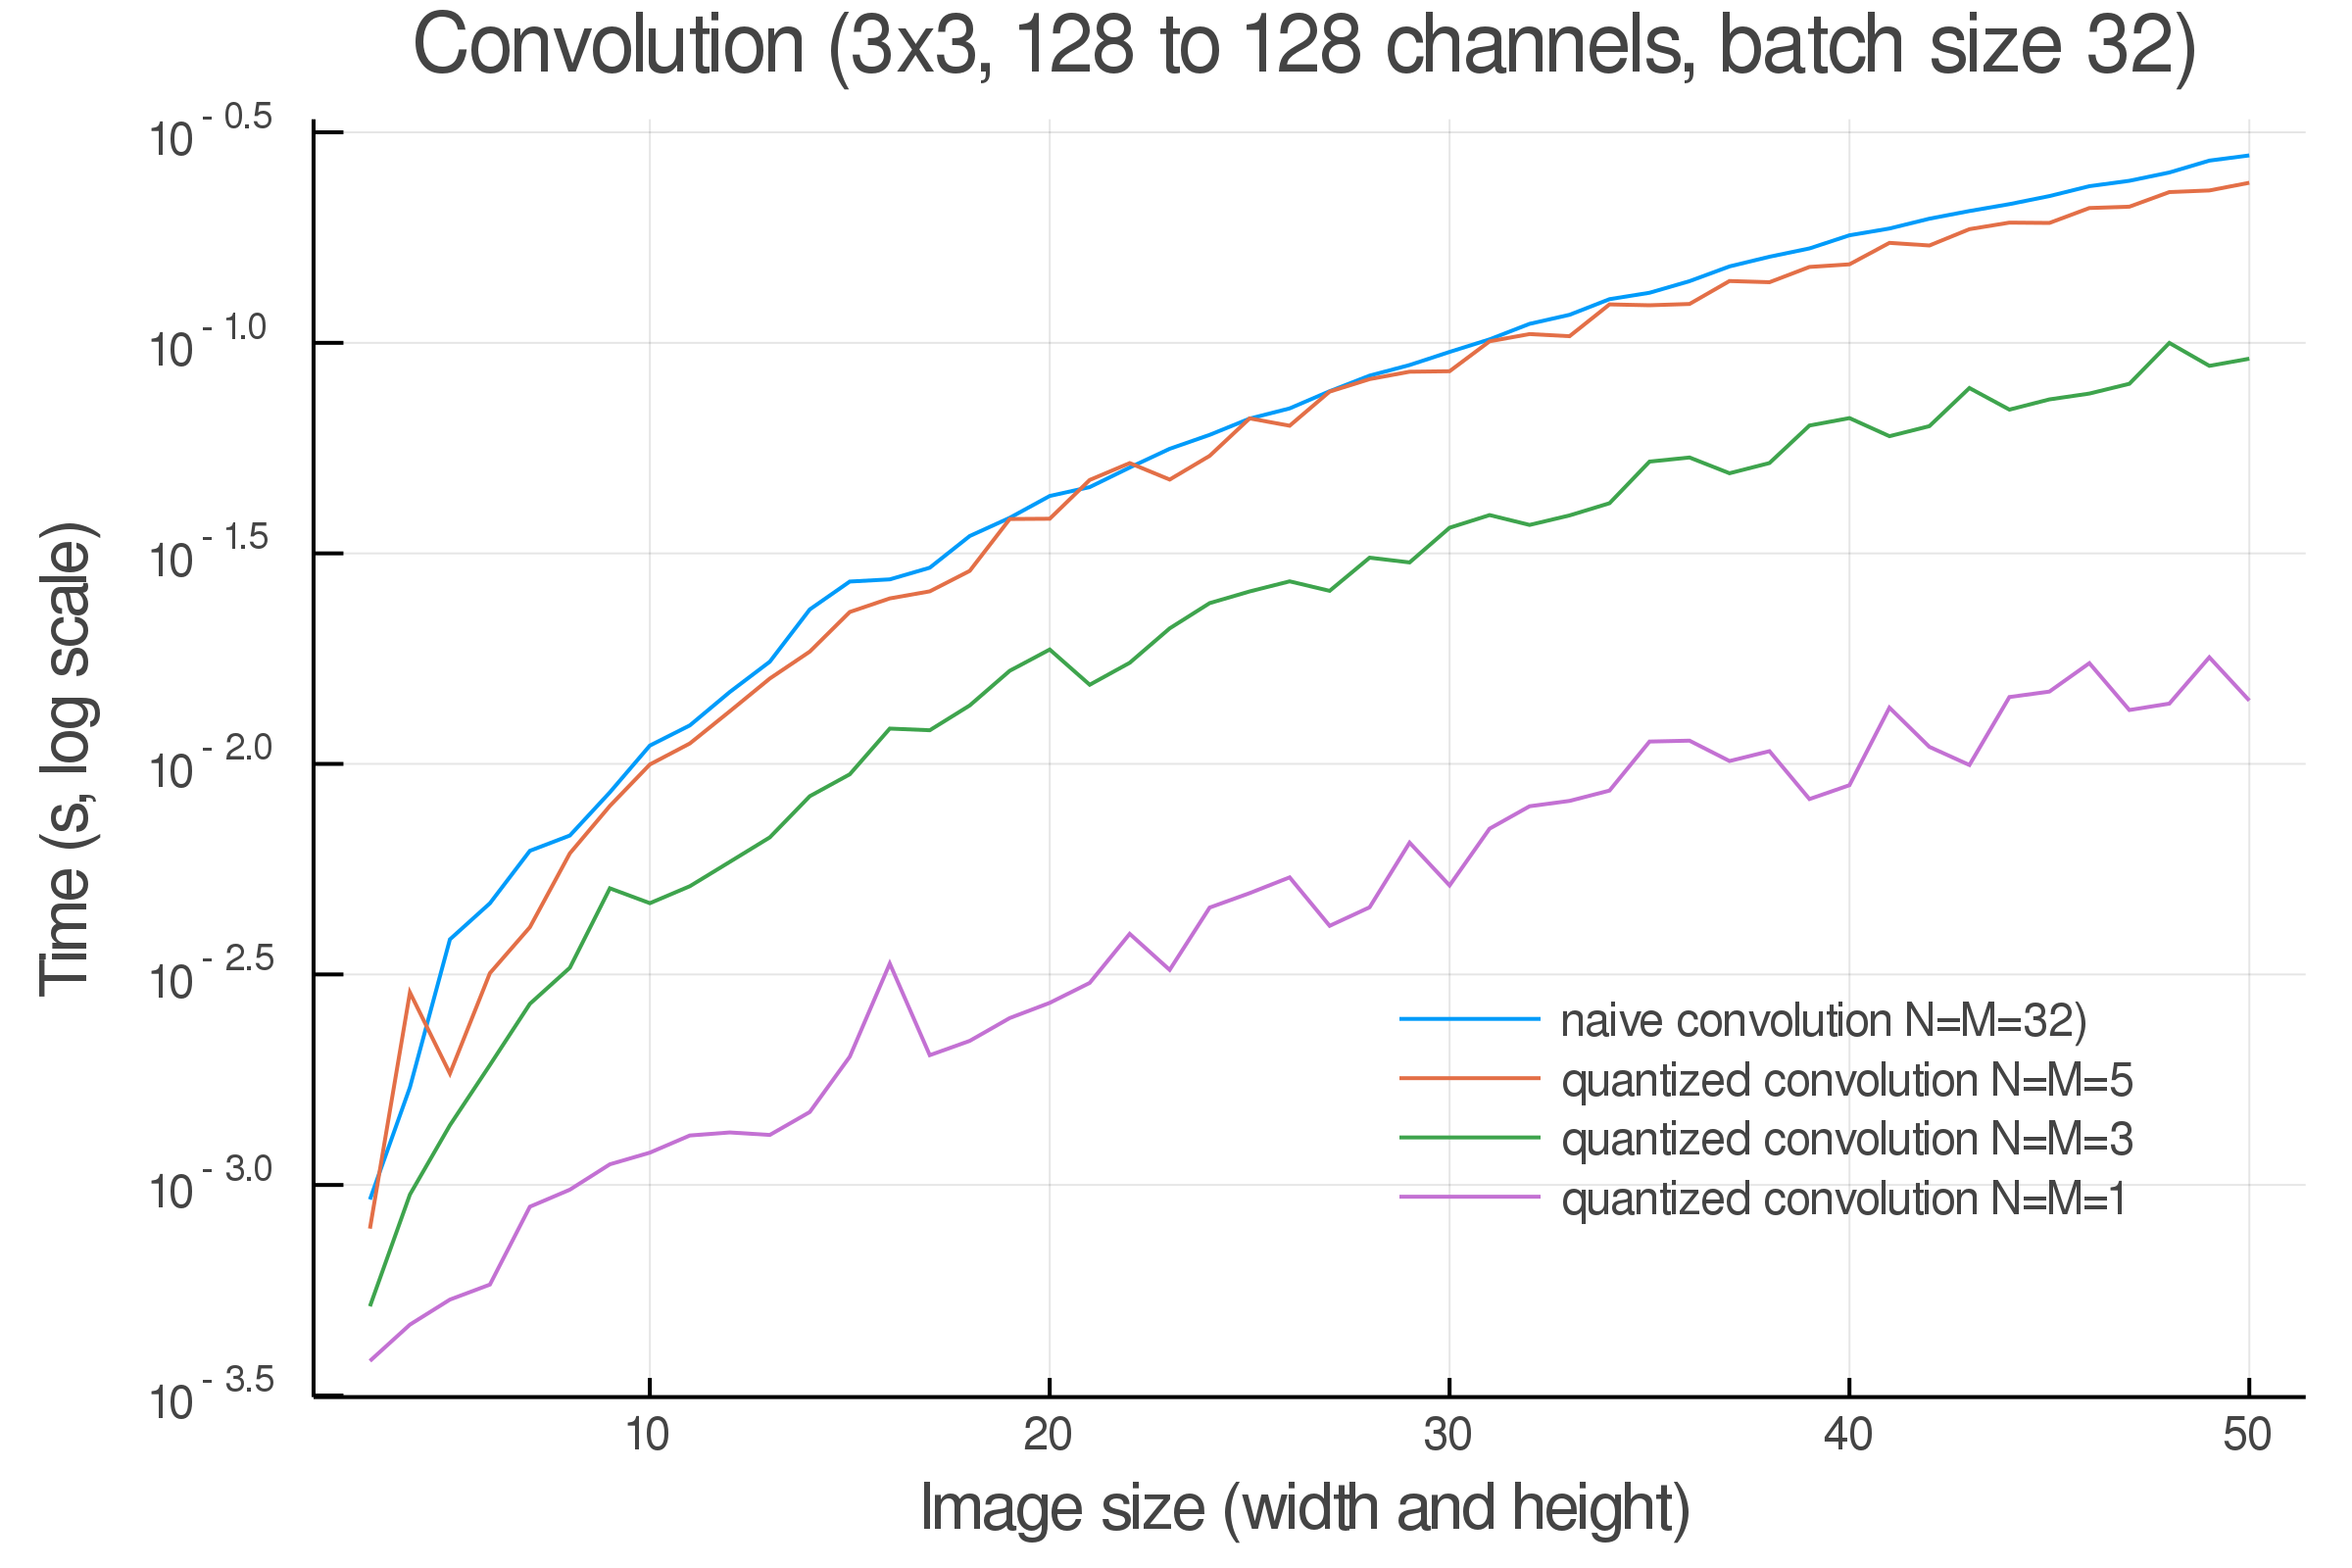 Convolution (3x3, 128 to 128 channels, batch size 32)
10^- 0.5
10^- 1.0
10^- 1.5
10^- 2.0
10^- 2.5
10^- 3.0
10^- 3.5
Time (s, log scale)
naive convolution N=M=32)
quantized convolution N=M=5
quantized convolution N=M=3
quantized convolution N=M=1
10 20 30 40 50
Image size (width and height)